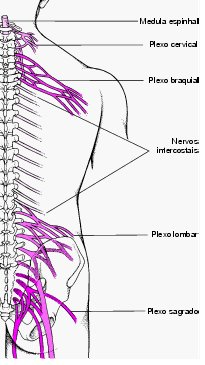 Medula espinhal
Plexo cervical
Plexo braquial
Nervos
intercostais
Plexo lombar
Plexo sagrado